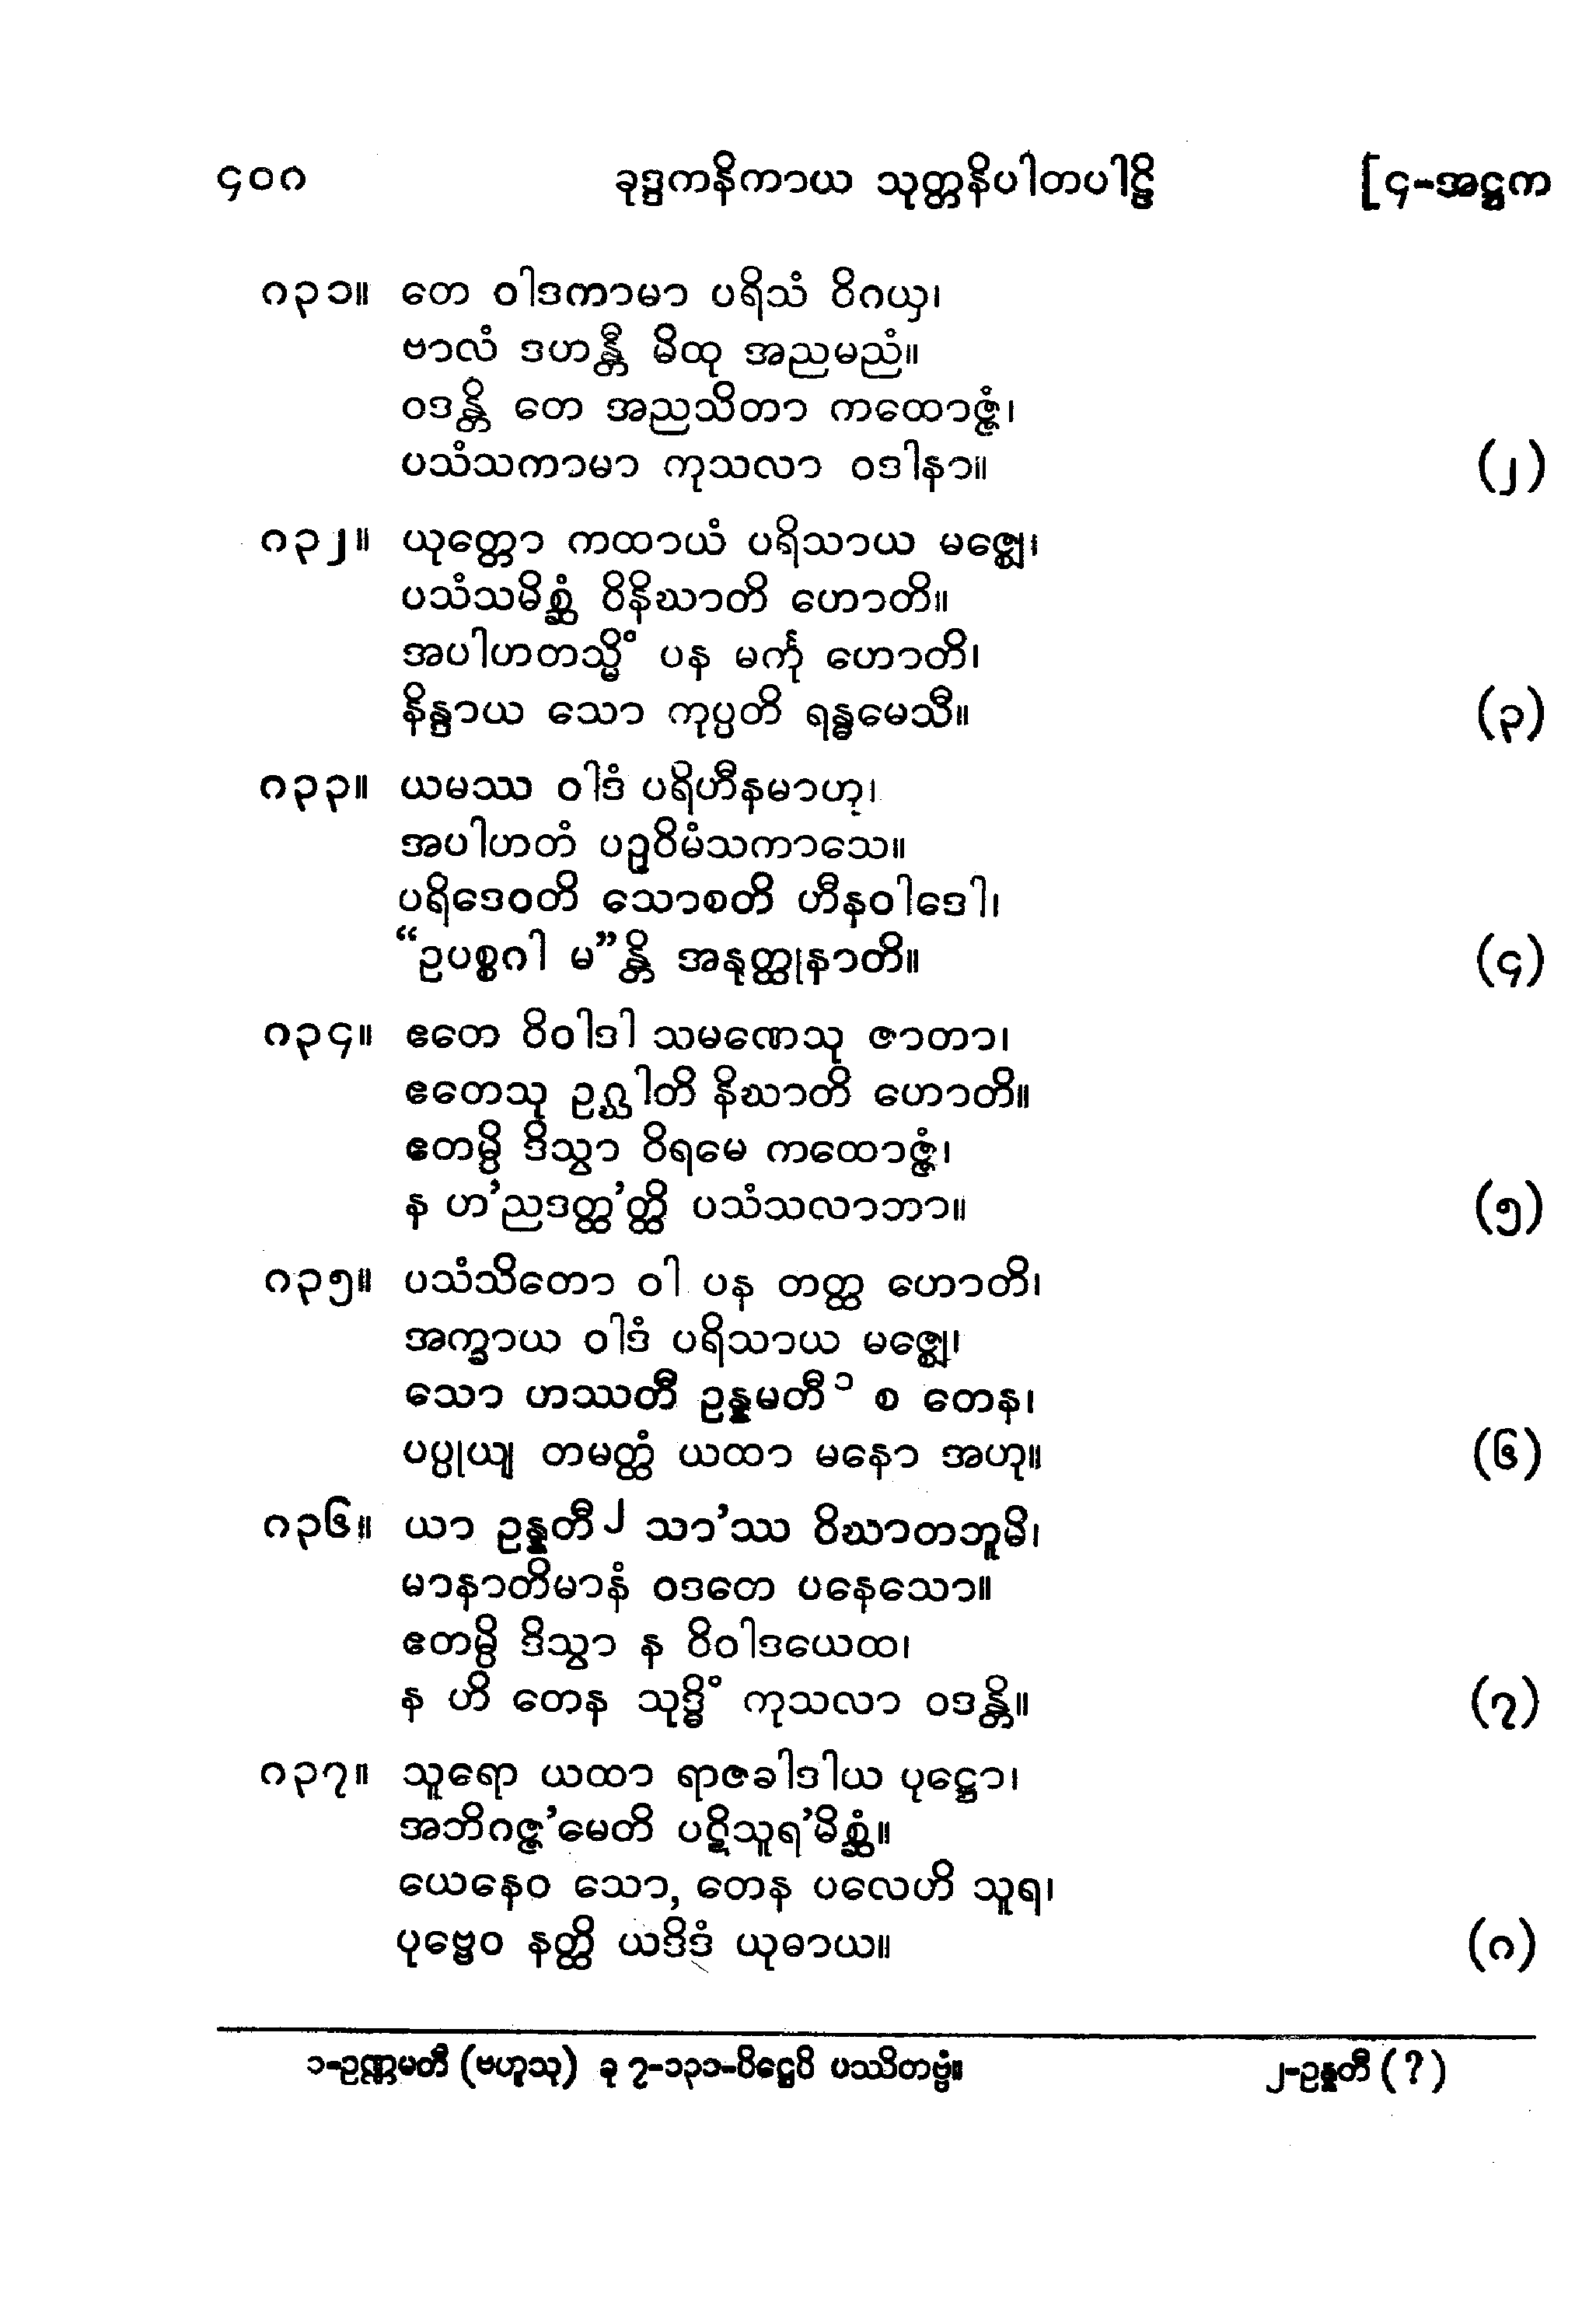 ၄၀၈ ခုဒ္ဒကနိကာယ သုတ္တနိပါတပါဠိ [၄-အဋ္ဌက
၈၃၁။ တေ ဝါဒကာမာ ပရိသံ ဝိဂယှ၊
ဗာလံ ဒဟန္တီ မိထု အညမညံ။
ဝဒန္တိ တေ အညသိတာ ကထောဇ္ဇံ၊
ပသံသကာမာ ကုသလာ ဝဒါနာ။ (၂)
၈၃၂။ ယုတ္တော ကထာယံ ပရိသာယ မဇ္ဈေ၊
ပသံသမိစ္ဆံ ဝိနိဃာတိ ဟောတိ။
အပါဟတသ္မိံ ပန မင်္ကု ဟောတိ၊
နိန္ဒာယ သော ကုပ္ပတိ ရန္ဓမေသီ။ (၃)
၈၃၃။ ယမဿ ဝါဒံ ပရိဟီနမာဟု၊
အပါဟတံ ပဉှဝိမံသကာသေ။
ပရိဒေဝတိ သောစတိ ဟီနဝါဒေါ၊
“ဥပစ္စဂါ မ”န္တိ အနုတ္ထုနာတိ။ (၄)
၈၃၄။ ဧတေ ဝိဝါဒါ သမဏေသု ဇာတာ၊
ဧတေသု ဥဂ္ဃါတိ နိဃာတိ ဟောတိ။
ဧတမ္ပိ ဒိသွာ ဝိရမေ ကထောဇ္ဇံ၊
န ဟ’ညဒတ္ထ’တ္ထိ ပသံသလာဘာ။ (၅)
၈၃၅။ ပသံသိတော ဝါ ပန တတ္ထ ဟောတိ၊
အက္ခာယ ဝါဒံ ပရိသာယ မဇ္ဈေ၊
သော ဟဿတီ ဥန္နမတီ ၁ စ တေန၊
ပပ္ပုယျ တမတ္ထံ ယထာ မနော အဟု။ (၆)
၈၃၆။ ယာ ဥန္နတီ ၂ သာ’ဿ ဝိဃာတဘူမိ၊
မာနာတိမာနံ ဝဒတေ ပနေသော။
ဧတမ္ပိ ဒိသွာ န ဝိဝါဒယေထ၊
န ဟိ တေန သုဒ္ဓိံ ကုသလာ ဝဒန္တိ။ (၇)
၈၃၇။ သူရော ယထာ ရာဇခါဒါယ ပုဋ္ဌော၊
အဘိဂဇ္ဇ’မေတိ ပဋိသူရ’မိစ္ဆံ။
ယေနေဝ သော, တေန ပလေဟိ သူရ၊
ပုဗ္ဗေဝ နတ္ထိ ယဒိဒံ ယုဓာယ။ (၈)
၁-ဥဏ္ဏမတီ (ဗဟူသု) ခု ၇-၁၃၁-ပိဋ္ဌေပိ ပဿိတဗ္ဗံ။ ၂-ဥန္နတိ (?)